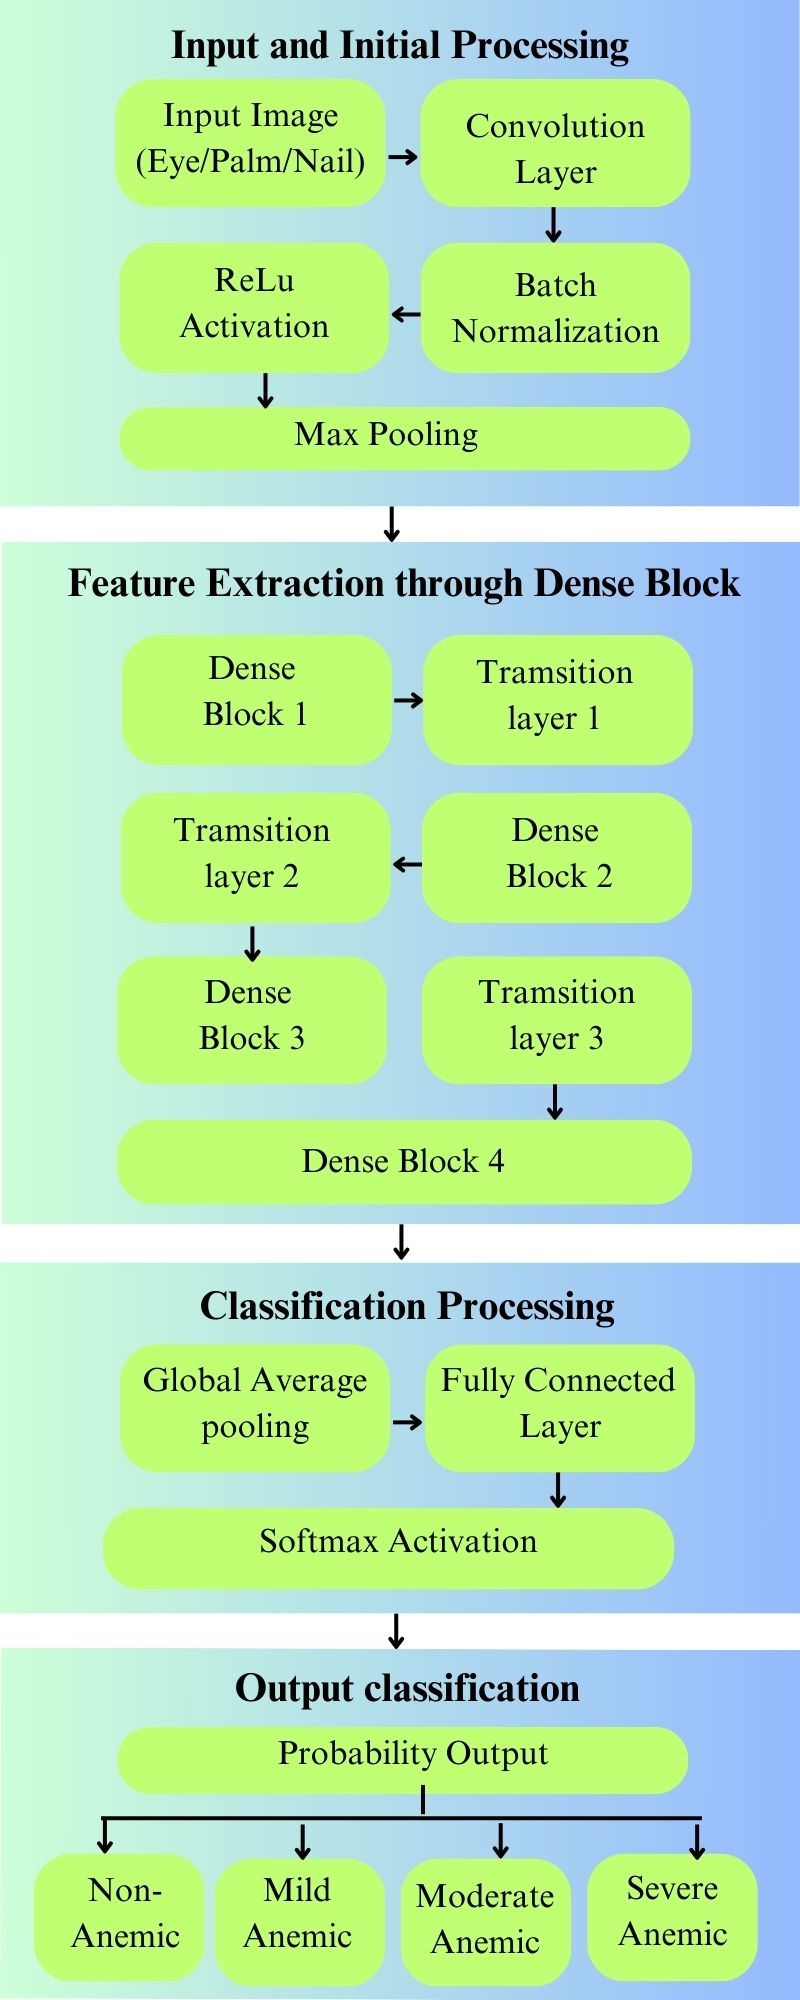 Input and Initial Processing
Input Image
(Eye/Palm/Nail)
Convolution
Layer
ReLu
Activation
Batch
Normalization
Max Pooling
Feature Extraction through Dense Block
Dense
Block 1
Tramsition
layer 1
Tramsition
layer 2
Dense
Block 2
Dense
Block 3
Tramsition
layer 3
Dense Block 4
Classification Processing
Global Average
pooling
Fully Connected
Layer
Softmax Activation
Output classification
Probability Output
Non-
Anemic
Mild
Anemic
Moderate
Anemic
Severe
Anemic